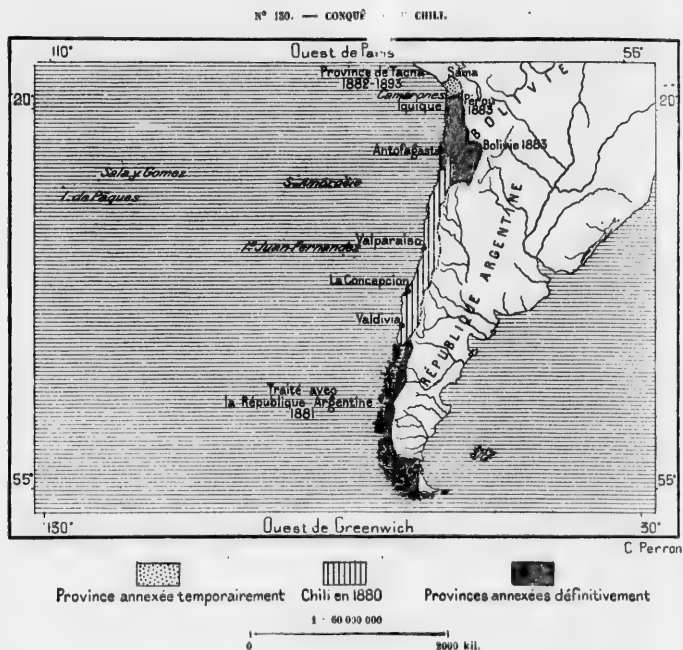 N° 130. — CONQUÊ CHILI.
110° Ouest de Paris 55°
Province de Tacna
1882-1893
Sama
Camarones
Iquique
Pérou
1883
20° 20°
BOLIVIE
Antofagasta
Bolivie 1883
Sala y Gomez
I. de Pâques
S. Ambroise
Is Juan-Fernandez
Valparaiso
La Concepcion
Valdivia
RÉPUBLIQUE ARGENTINE
Traité avec
la République Argentine
1881
55° 55°
130° Ouest de Greenwich 30°
C Perron
Province annexée temporairement Chili en 1880 Provinces annexées définitivement
1 : 60 000 000
0 2000 kil.